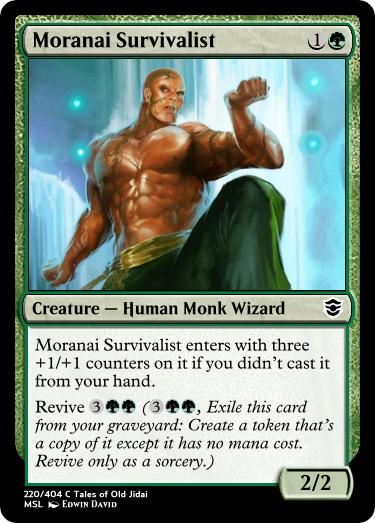 Moranai Survivalist 1
Creature — Human Monk Wizard
Moranai Survivalist enters with three
+1/+1 counters on it if you didn't cast it
from your hand.
Revive 3 (3, Exile this card
from your graveyard: Create a token that's
a copy of it except it has no mana cost.
Revive only as a sorcery.)
2/2
220/404 C Tales of Old Jidai
MSL Edwin David